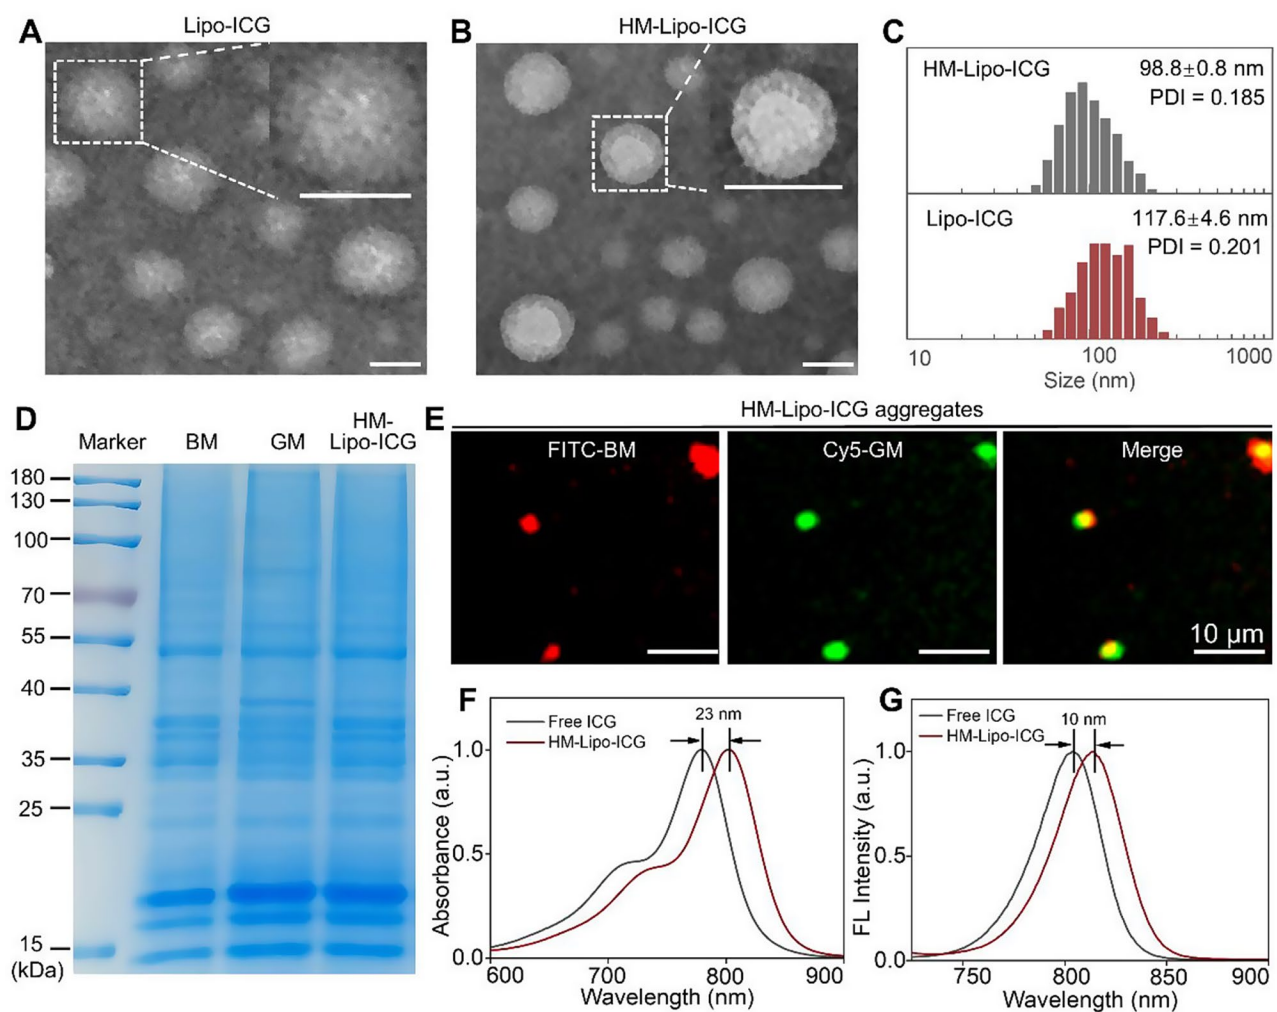 A
Lipo-ICG
B
HM-Lipo-ICG
C
HM-Lipo-ICG
98.8±0.8 nm
PDI = 0.185
Lipo-ICG
117.6±4.6 nm
PDI = 0.201
10 100 1000
Size (nm)
D
Marker BM GM HM-
Lipo-ICG
180
130
100
70
55
40
35
25
15
(kDa)
E
HM-Lipo-ICG aggregates
FITC-BM
Cy5-GM
Merge
10 µm
F
Free ICG
HM-Lipo-ICG
23 nm
1.0
0.5
0.0
Absorbance (a.u.)
600 700 800 900
Wavelength (nm)
G
Free ICG
HM-Lipo-ICG
10 nm
1.0
0.5
0.0
FL Intensity (a.u.)
750 800 850 900
Wavelength (nm)